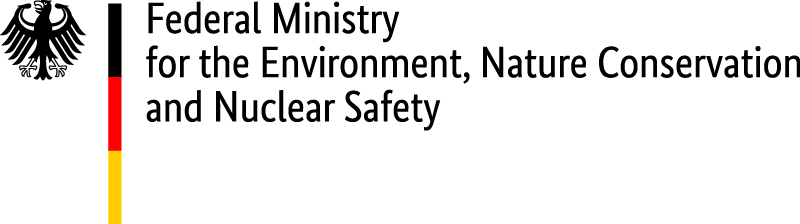 Federal Ministry
for the Environment, Nature Conservation
and Nuclear Safety